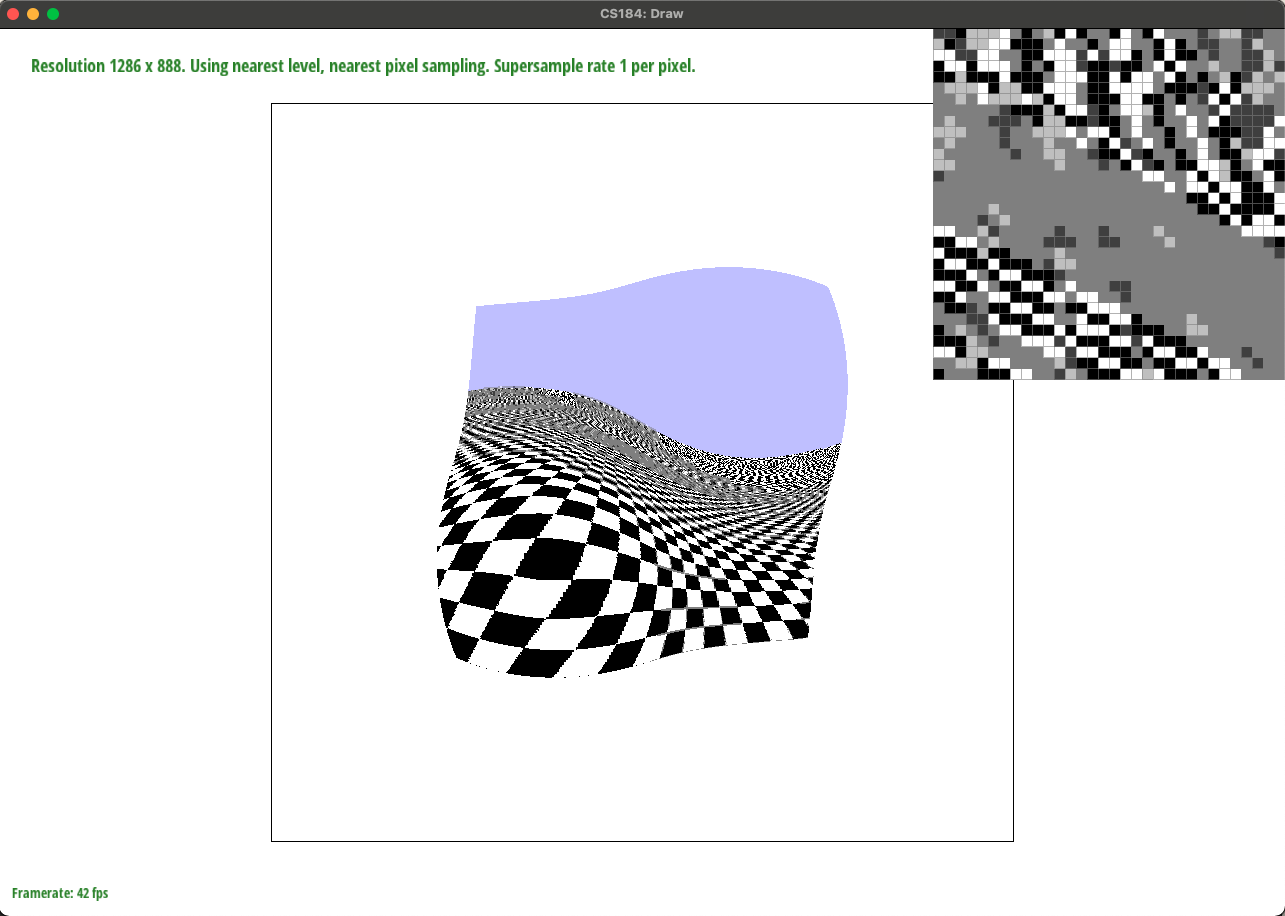 CS184: Draw
Resolution 1286 x 888. Using nearest level, nearest pixel sampling. Supersample rate 1 per pixel.
Framerate: 42 fps